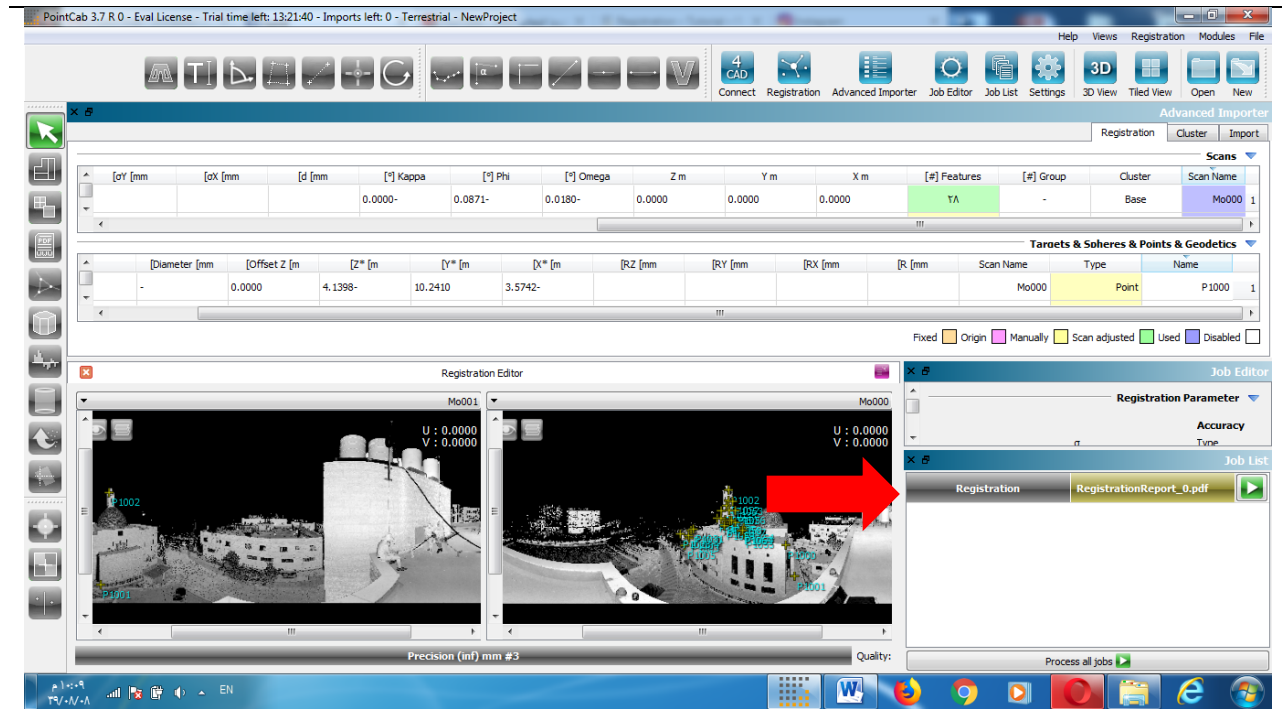 PointCab 3.7 R 0 - Eval License - Trial time left: 13:21:40 - Imports left: 0 - Terrestrial - NewProject
Help Views Registration Modules File
4
CAD
3D
Connect Registration Advanced Importer Job Editor Job List Settings 3D View Tiled View Open New
Advanced Importer
Registration Cluster Import
Scans
[σY [mm [σX [mm [d [mm [°] Kappa [°] Phi [°] Omega Z m Y m X m [#] Features [#] Group Cluster Scan Name
0.0000- 0.0871- 0.0180- 0.0000 0.0000 0.0000 ٢٨ - Base Mo000 1
Targets & Spheres & Points & Geodetics
[Diameter [mm [Offset Z [m [Z* [m [Y* [m [X* [m [RZ [mm [RY [mm [RX [mm [R [mm Scan Name Type Name
- 0.0000 4.1398- 10.2410 3.5742- Mo000 Point P1000 1
Fixed Origin Manually Scan adjusted Used Disabled
Registration Editor
Mo001
U : 0.0000
V : 0.0000
P1002
P1001
Mo000
U : 0.0000
V : 0.0000
P1002
P1000
P1001
Precision (inf) mm #3 Quality:
Job Editor
Registration Parameter
Accuracy
σ Type
Job List
Registration RegistrationReport_0.pdf
Process all jobs
PDF
T
α
W
EN
١٠:٠٩ م
٣٩/٠٨/٠٨